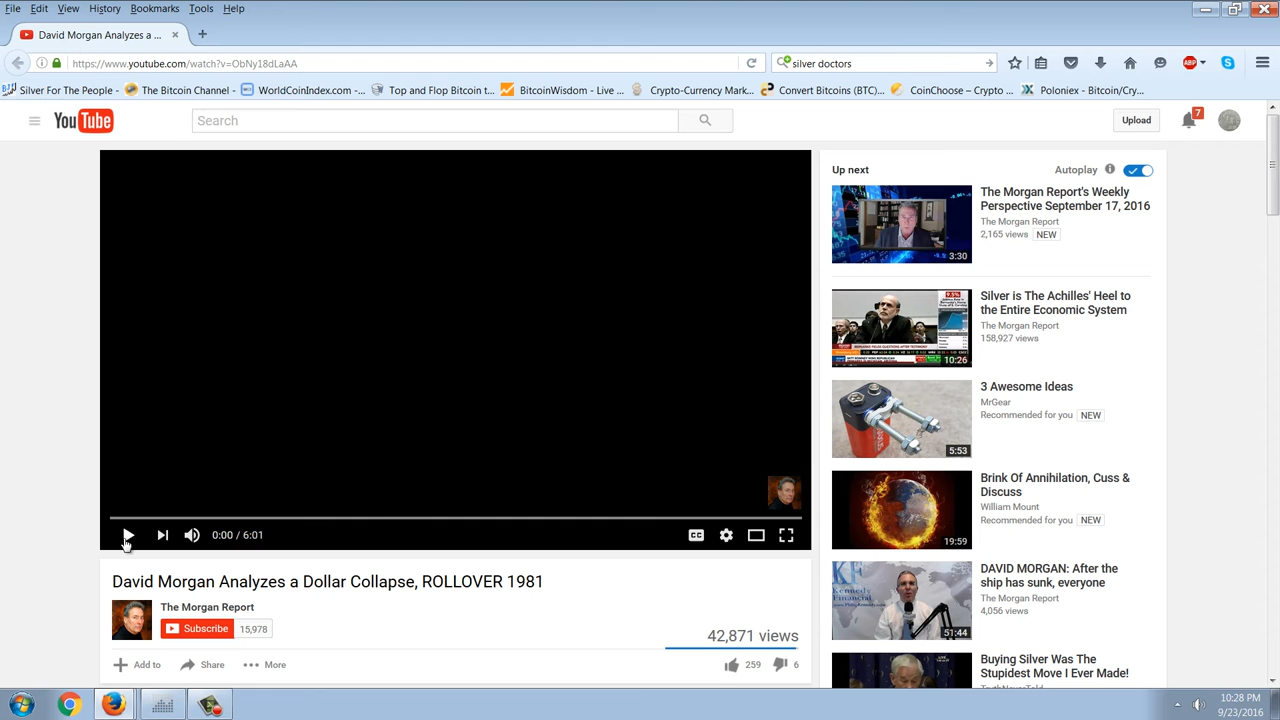 File Edit View History Bookmarks Tools Help
David Morgan Analyzes a ...
https://www.youtube.com/watch?v=ObNy18dLaAA
silver doctors
ABP
Silver For The People - ...
The Bitcoin Channel - ...
WorldCoinIndex.com -...
Top and Flop Bitcoin t...
BitcoinWisdom - Live ...
Crypto-Currency Mark...
Convert Bitcoins (BTC)...
CoinChoose – Crypto ...
Poloniex - Bitcoin/Cry...
YouTube
Search
Upload
7
Up next
Autoplay
The Morgan Report's Weekly
Perspective September 17, 2016
The Morgan Report
2,165 views NEW
3:30
Silver is The Achilles' Heel to
the Entire Economic System
The Morgan Report
158,927 views
10:26
3 Awesome Ideas
MrGear
Recommended for you NEW
5:53
Brink Of Annihilation, Cuss &
Discuss
William Mount
Recommended for you NEW
19:59
DAVID MORGAN: After the
ship has sunk, everyone
The Morgan Report
4,056 views
51:44
Buying Silver Was The
Stupidest Move I Ever Made!
TruthNeverTold
0:00 / 6:01
CC
David Morgan Analyzes a Dollar Collapse, ROLLOVER 1981
The Morgan Report
Subscribe 15,978
42,871 views
Add to Share More
259 6
10:28 PM
9/23/2016